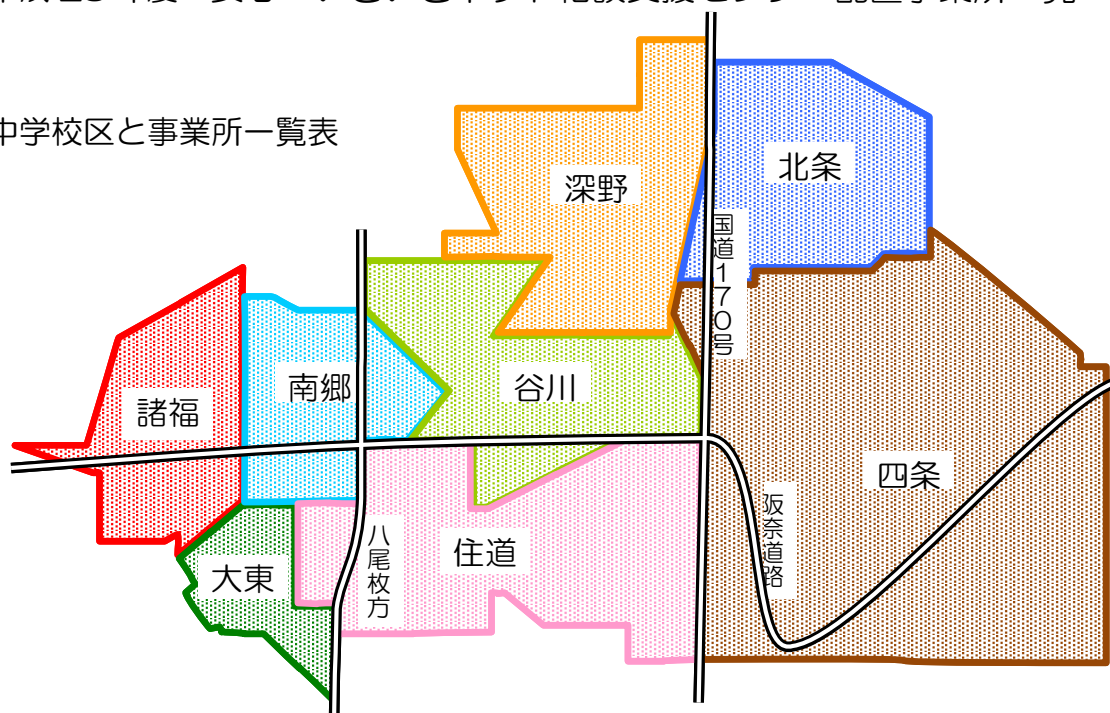 中学校区と事業所一覧表
深野
北条
国道170号
諸福
南郷
谷川
四条
阪奈道路
八尾枚方
住道
大東